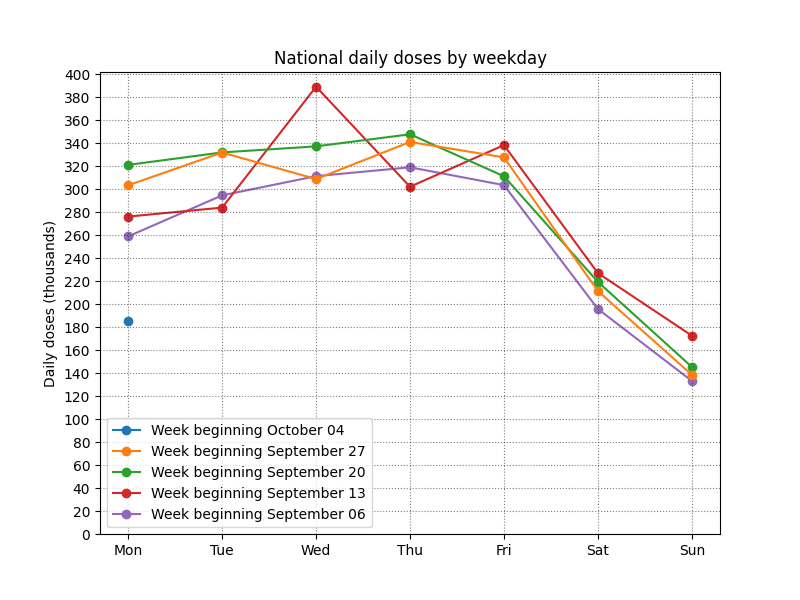 National daily doses by weekday
Daily doses (thousands)
400
380
360
340
320
300
280
260
240
220
200
180
160
140
120
100
80
60
40
20
0
Week beginning October 04
Week beginning September 27
Week beginning September 20
Week beginning September 13
Week beginning September 06
Mon Tue Wed Thu Fri Sat Sun